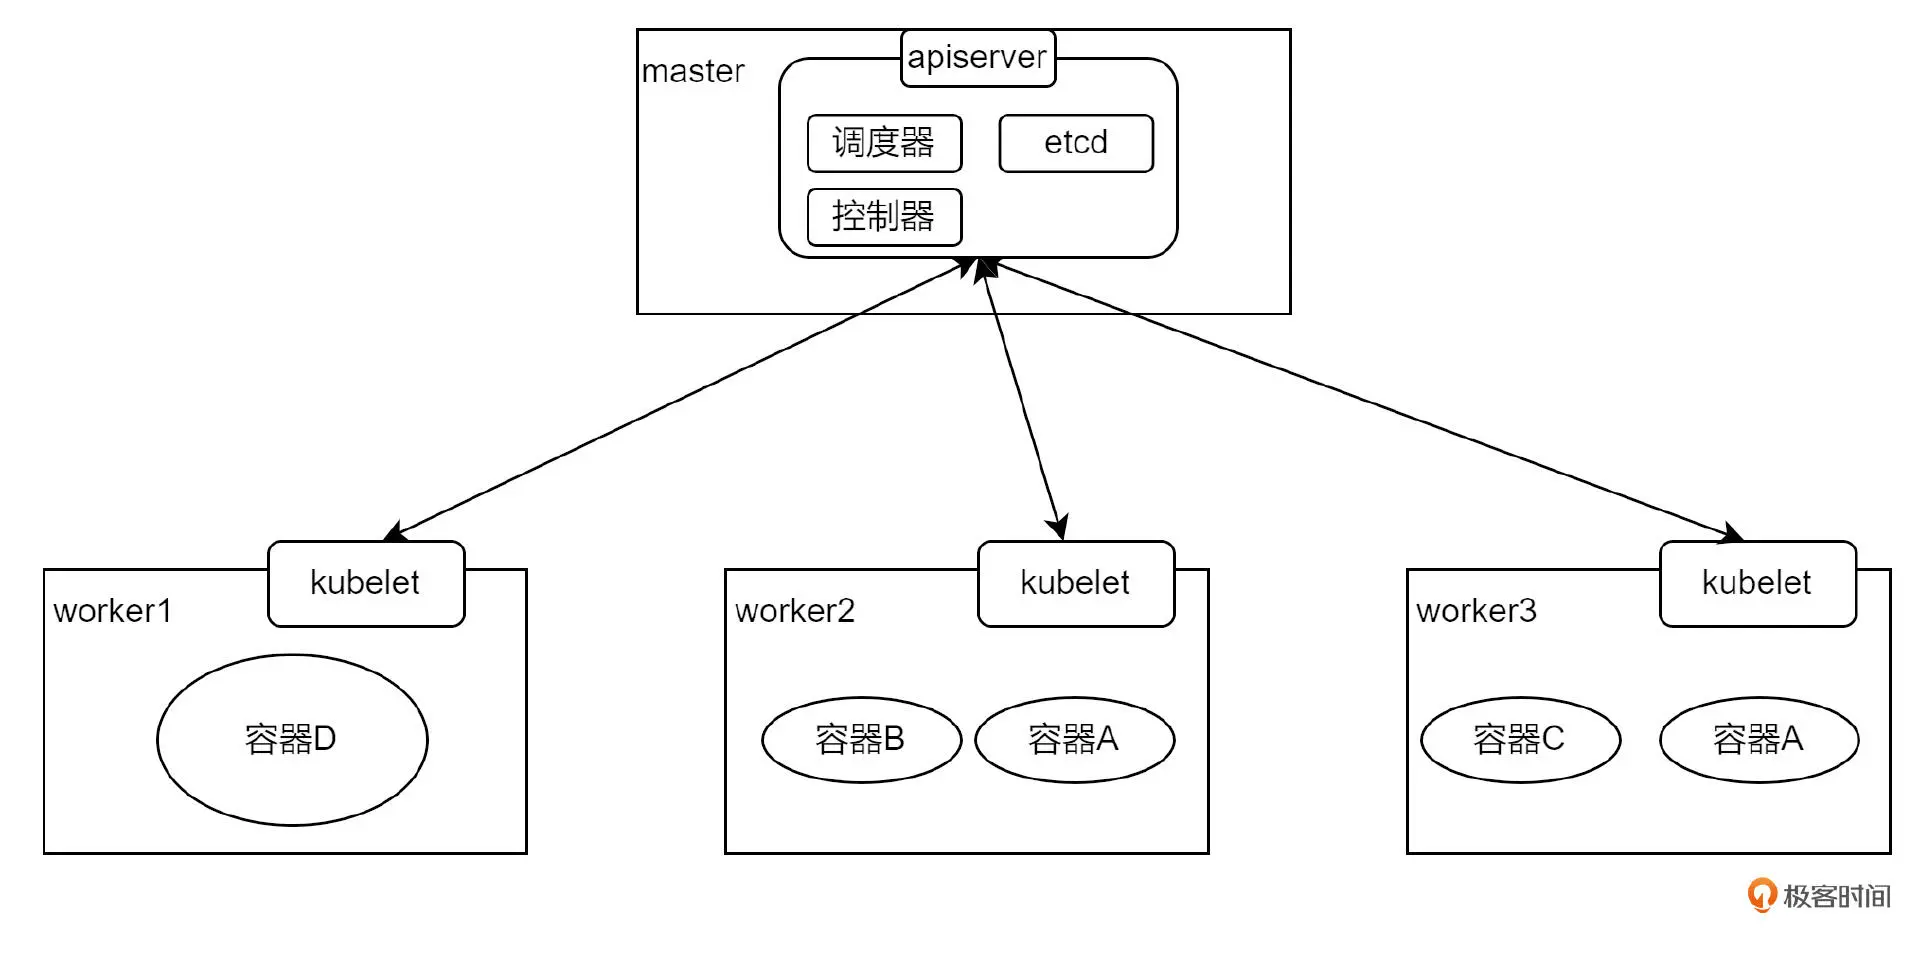 apiserver
master
调度器
etcd
控制器
kubelet
kubelet
kubelet
worker1
worker2
worker3
容器D
容器B
容器A
容器C
容器A
极客时间